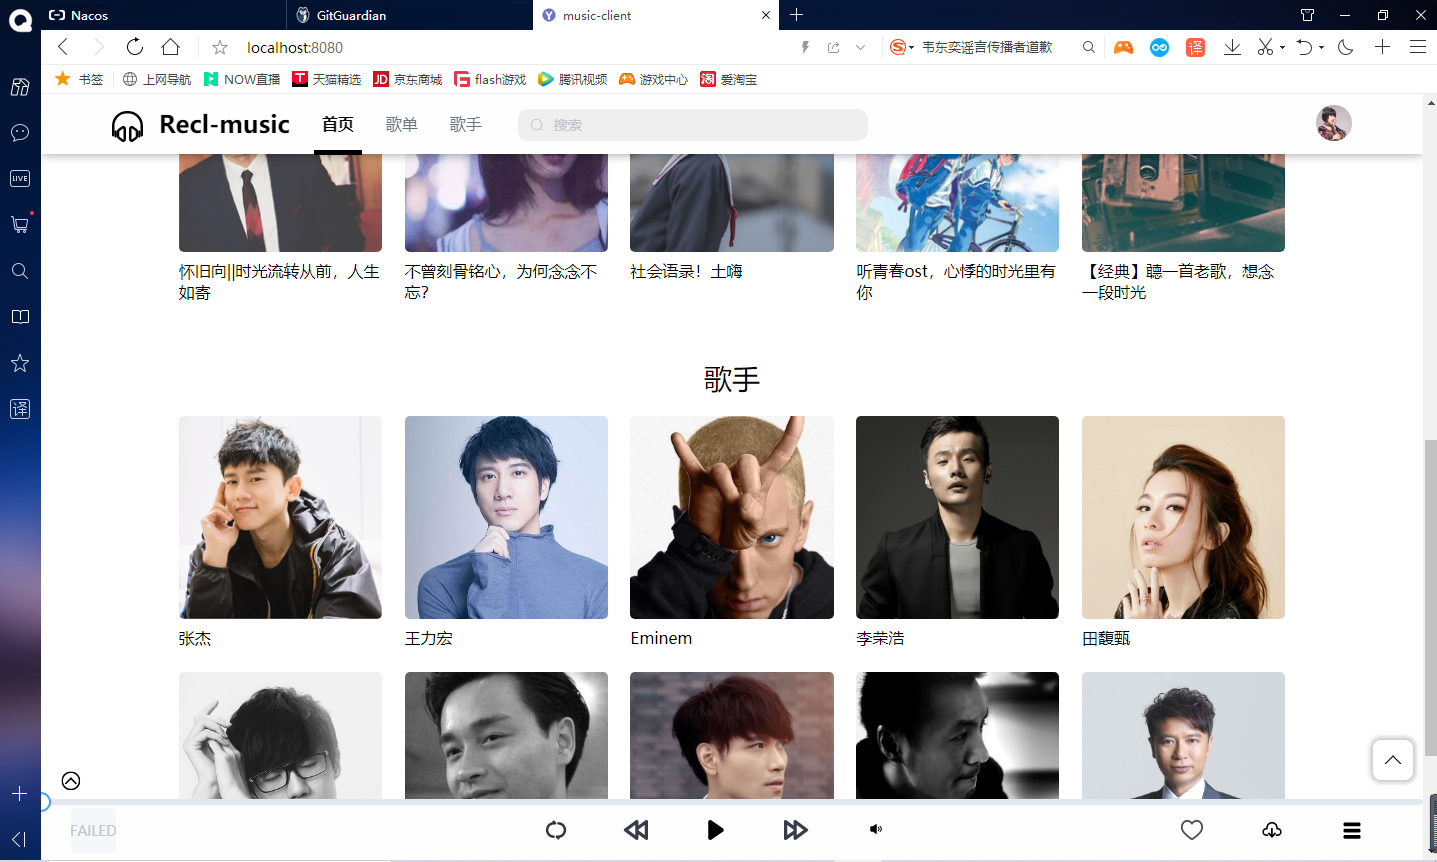 Nacos
GitGuardian
music-client
localhost:8080
韦东奕谣言传播者道歉
译
书签
上网导航
NOW直播
天猫精选
京东商城
flash游戏
腾讯视频
游戏中心
爱淘宝
LIVE
译
Recl-music
首页
歌单
歌手
搜索
怀旧向||时光流转从前，人生
如寄
不曾刻骨铭心，为何念念不
忘？
社会语录！土嗨
听青春ost，心悸的时光里有
你
【经典】聽一首老歌，想念
一段时光
歌手
张杰
王力宏
Eminem
李荣浩
田馥甄
FAILED